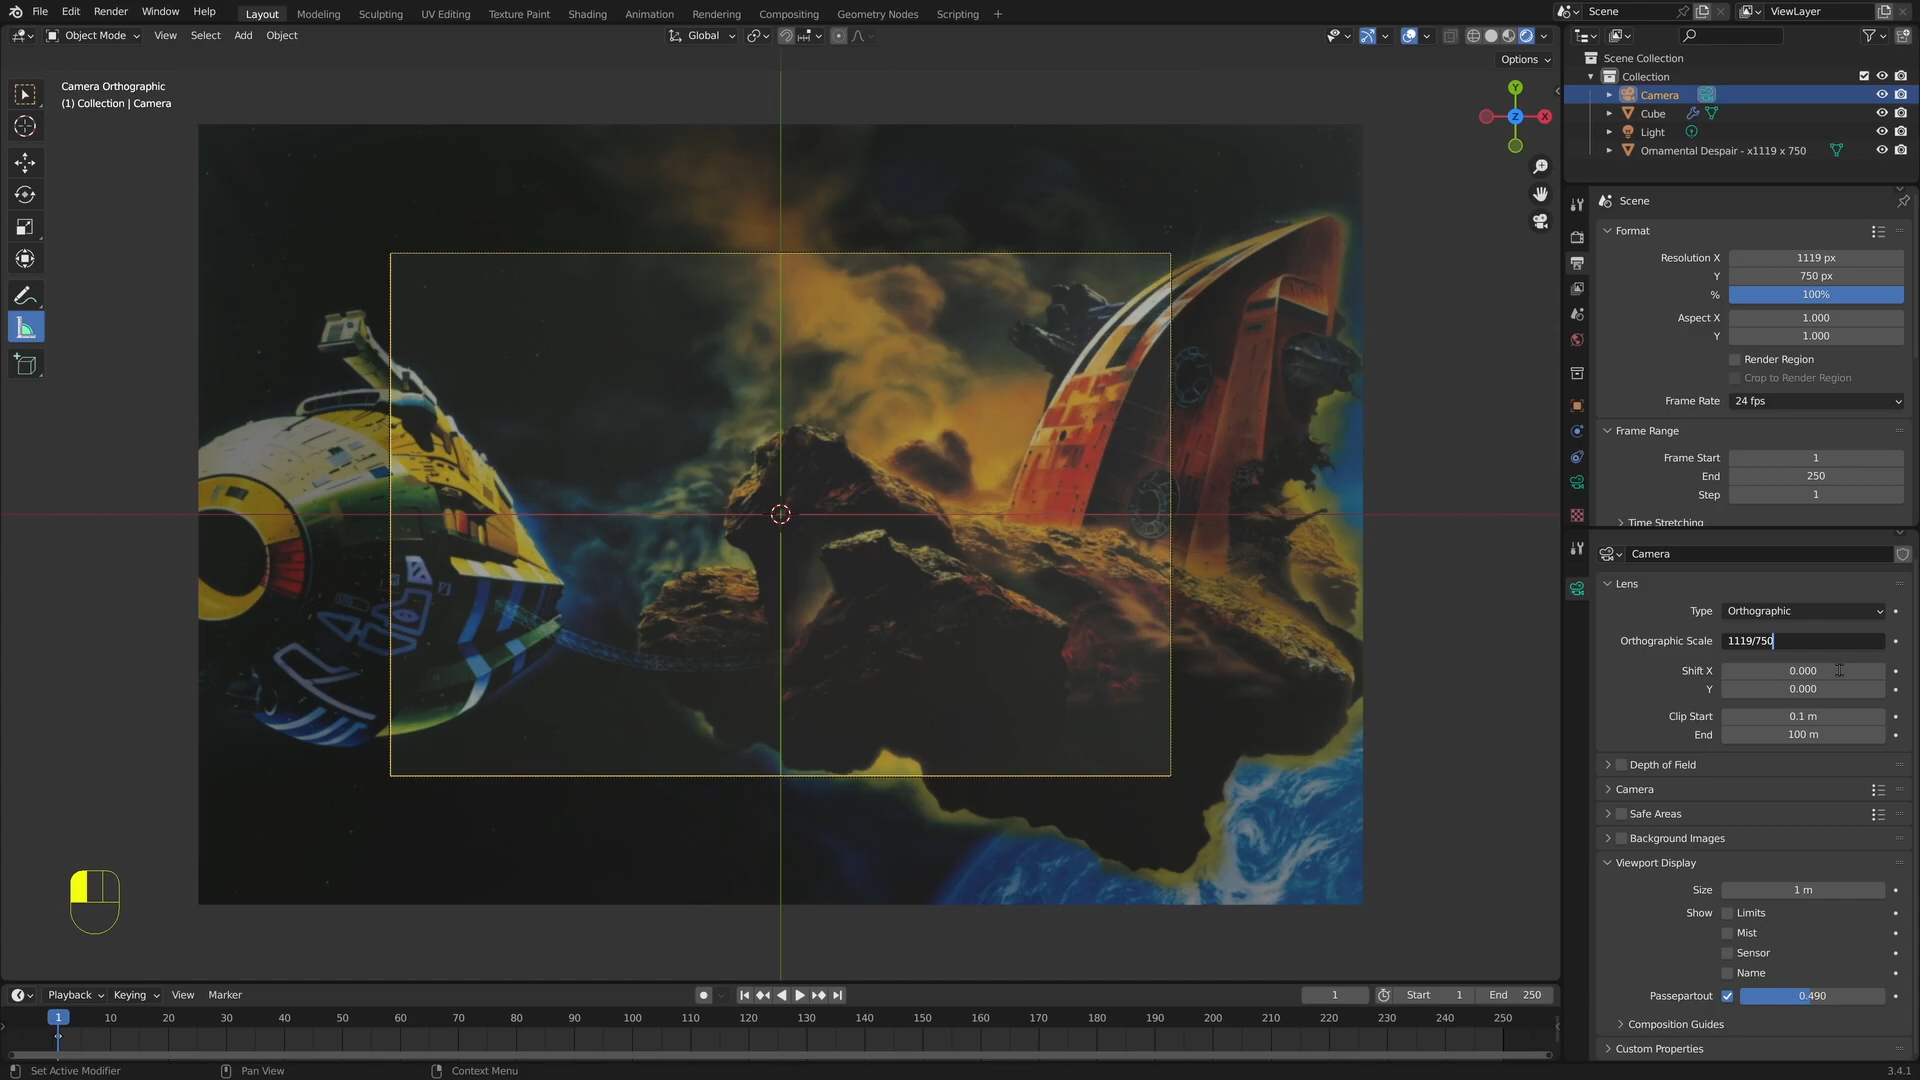 File Edit Render Window Help Layout Modeling Sculpting UV Editing Texture Paint Shading Animation Rendering Compositing Geometry Nodes Scripting Scene ViewLayer
Object Mode View Select Add Object Global
Options
Camera Orthographic
(1) Collection | Camera
Y
Z
X
Scene Collection
Collection
Camera
Cube
Light
Ornamental Despair - x1119 x 750
Scene
Format
Resolution X 1119 px
Y 750 px
% 100%
Aspect X 1.000
Y 1.000
Render Region
Crop to Render Region
Frame Rate 24 fps
Frame Range
Frame Start 1
End 250
Step 1
Time Stretching
Camera
Lens
Type Orthographic
Orthographic Scale 1119/750
Shift X 0.000
Y 0.000
Clip Start 0.1 m
End 100 m
Depth of Field
Camera
Safe Areas
Background Images
Viewport Display
Size 1 m
Show Limits
Mist
Sensor
Name
Passepartout 0.490
Composition Guides
Custom Properties
Playback Keying View Marker 1 Start 1 End 250
1 10 20 30 40 50 60 70 80 90 100 110 120 130 140 150 160 170 180 190 200 210 220 230 240 250
Set Active Modifier Pan View Context Menu 3.4.1